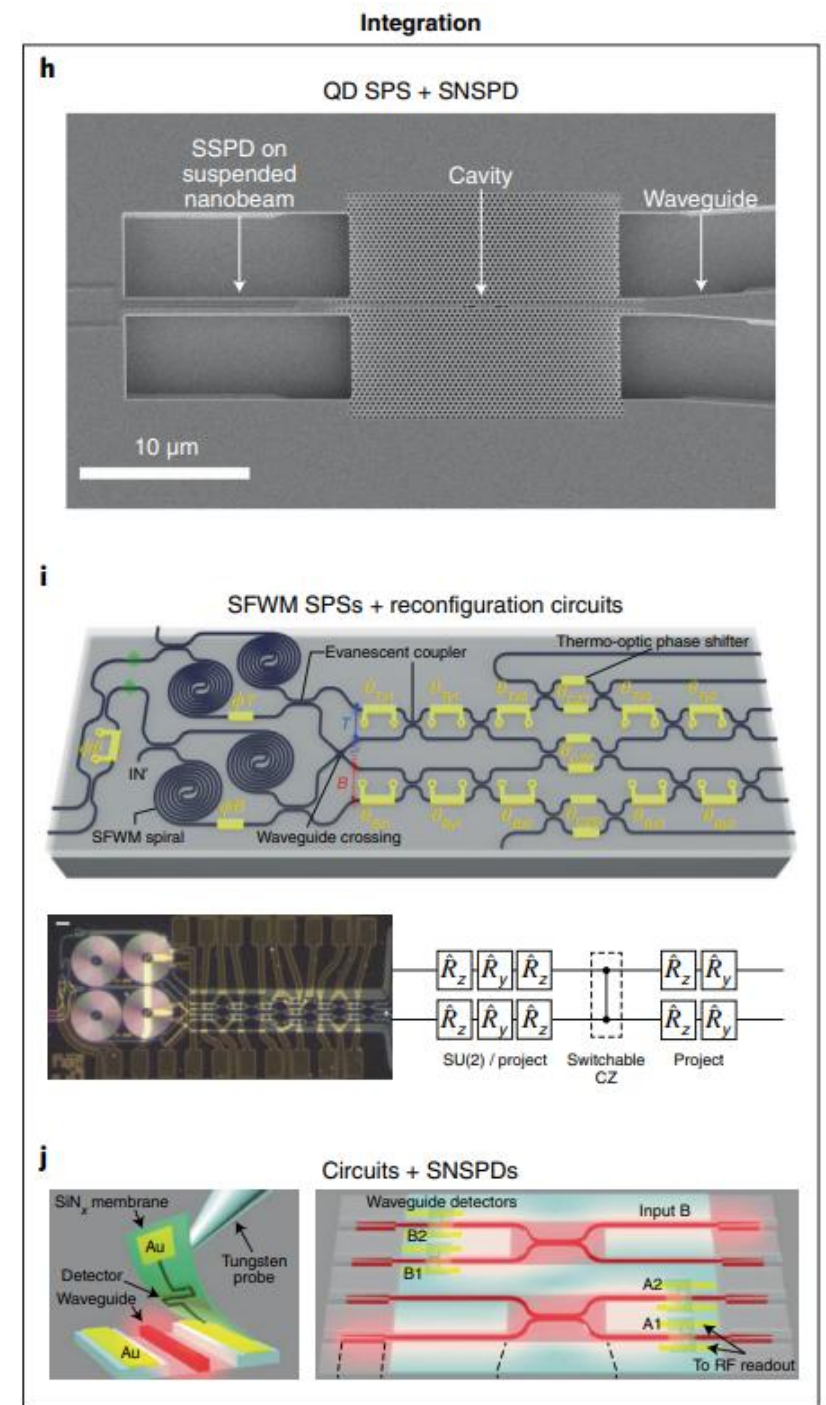 Integration
h
QD SPS + SNSPD
SSPD on
suspended
nanobeam
Cavity
Waveguide
10 μm
i
SFWM SPSs + reconfiguration circuits
Thermo-optic phase shifter
Evanescent coupler
T
B
IN'
SFWM spiral
Waveguide crossing
R̂z R̂y R̂z R̂z R̂y
R̂z R̂y R̂z R̂z R̂y
SU(2) / project
Switchable
CZ
Project
j
Circuits + SNSPDs
SiNx membrane
Au
Tungsten
probe
Detector
Waveguide
Au
Waveguide detectors
Input B
B2
B1
A2
A1
To RF readout